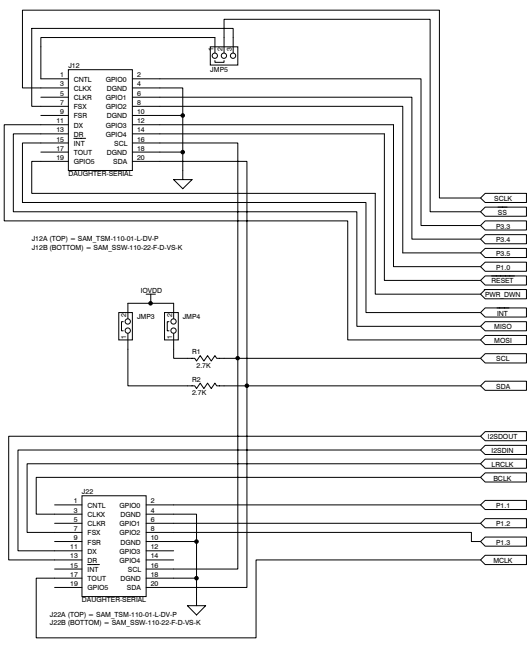 1 2 3
JMP5
J12
1 CNTL GPIO0 2
3 CLKX DGND 4
5 CLKR GPIO1 6
7 FSX GPIO2 8
9 FSR DGND 10
11 DX GPIO3 12
13 DR GPIO4 14
15 INT SCL 16
17 TOUT DGND 18
19 GPIO5 SDA 20
DAUGHTER-SERIAL
J12A (TOP) = SAM_TSM-110-01-L-DV-P
J12B (BOTTOM) = SAM_SSW-110-22-F-D-VS-K
SCLK
SS
P3.3
P3.4
P3.5
P1.0
RESET
PWR_DWN
INT
MISO
MOSI
SCL
SDA
IOVDD
JMP3
1 2
JMP4
1 2
R1
2.7K
R2
2.7K
I2SDOUT
I2SDIN
LRCLK
BCLK
P1.1
P1.2
P1.3
MCLK
J22
1 CNTL GPIO0 2
3 CLKX DGND 4
5 CLKR GPIO1 6
7 FSX GPIO2 8
9 FSR DGND 10
11 DX GPIO3 12
13 DR GPIO4 14
15 INT SCL 16
17 TOUT DGND 18
19 GPIO5 SDA 20
DAUGHTER-SERIAL
J22A (TOP) = SAM_TSM-110-01-L-DV-P
J22B (BOTTOM) = SAM_SSW-110-22-F-D-VS-K